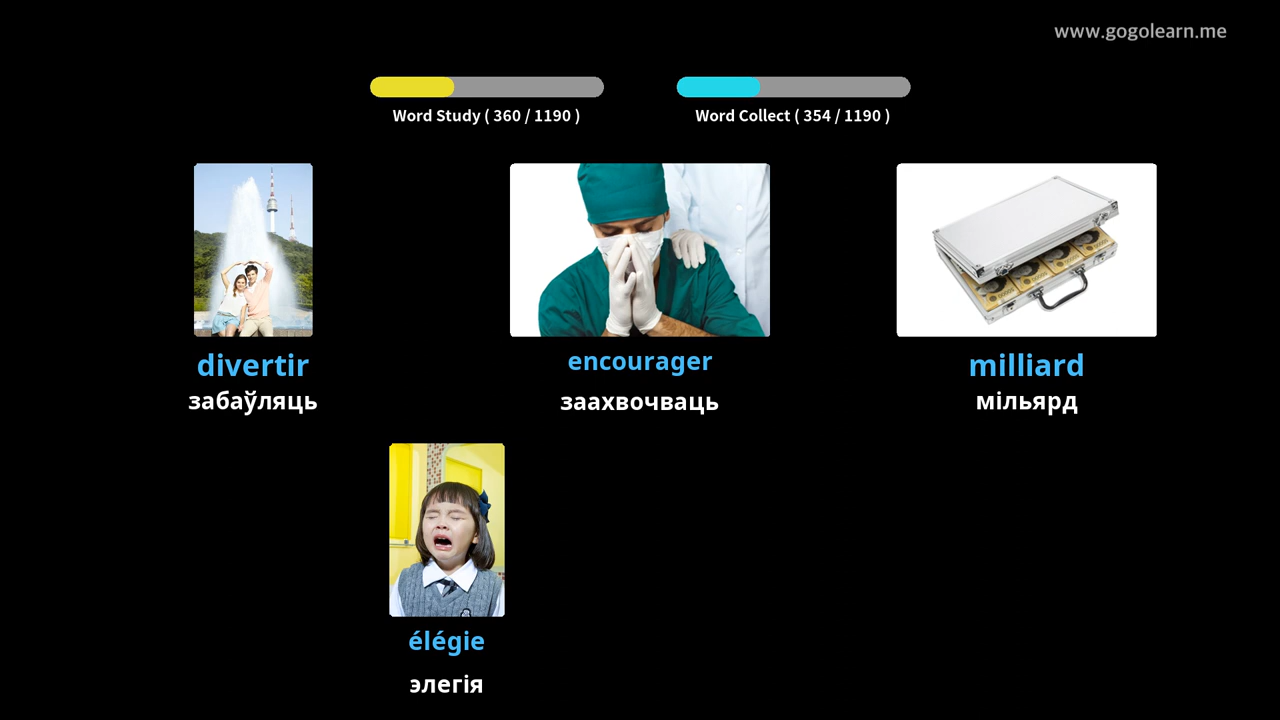 www.gogolearn.me
Word Study ( 360 / 1190 )
Word Collect ( 354 / 1190 )
divertir
забаўляць
encourager
заахвочваць
milliard
мільярд
élégie
элегія